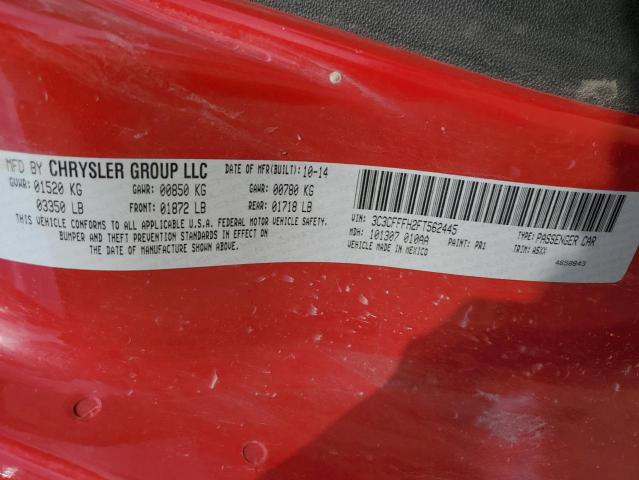 MFD BY CHRYSLER GROUP LLC DATE OF MFR(BUILT): 10-14
GVWR: 01520 KG GAWR: 00850 KG GAWR: 00780 KG
03350 LB FRONT: 01872 LB REAR: 01718 LB
THIS VEHICLE CONFORMS TO ALL APPLICABLE U.S.A. FEDERAL MOTOR VEHICLE SAFETY,
BUMPER AND THEFT PREVENTION STANDARDS IN EFFECT ON
THE DATE OF MANUFACTURE SHOWN ABOVE.
VIN: 3C3CFFFH2FT562445 TYPE: PASSENGER CAR
MDH: 101307 010AA PAINT: PR1 TRIM: A5XX
VEHICLE MADE IN MEXICO 4658843